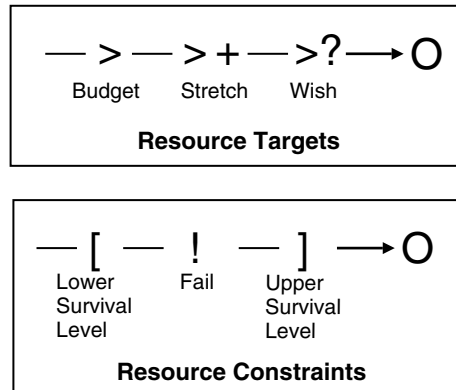 — > — > + — >? → O
Budget Stretch Wish
Resource Targets
— [ — ! — ] → O
Lower Survival Level
Fail
Upper Survival Level
Resource Constraints